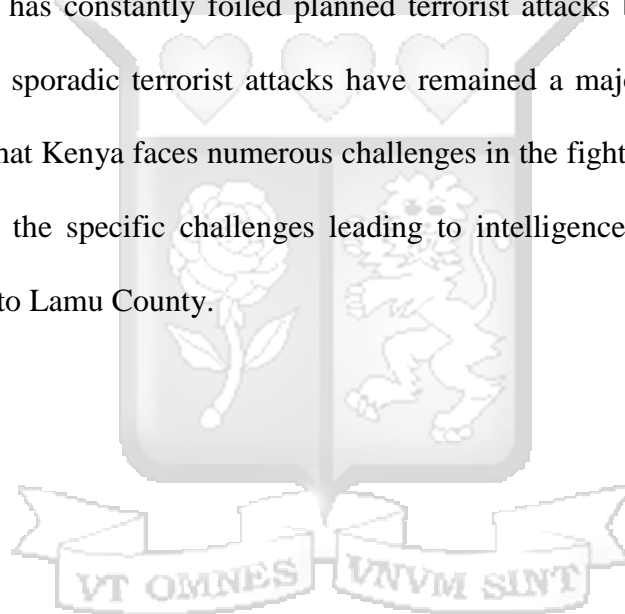 has constantly foiled planned terrorist attacks
sporadic terrorist attacks have remained a
hat Kenya faces numerous challenges in the fight
the specific challenges leading to intelligence
to Lamu County.
VT OMNES VNVM SINT